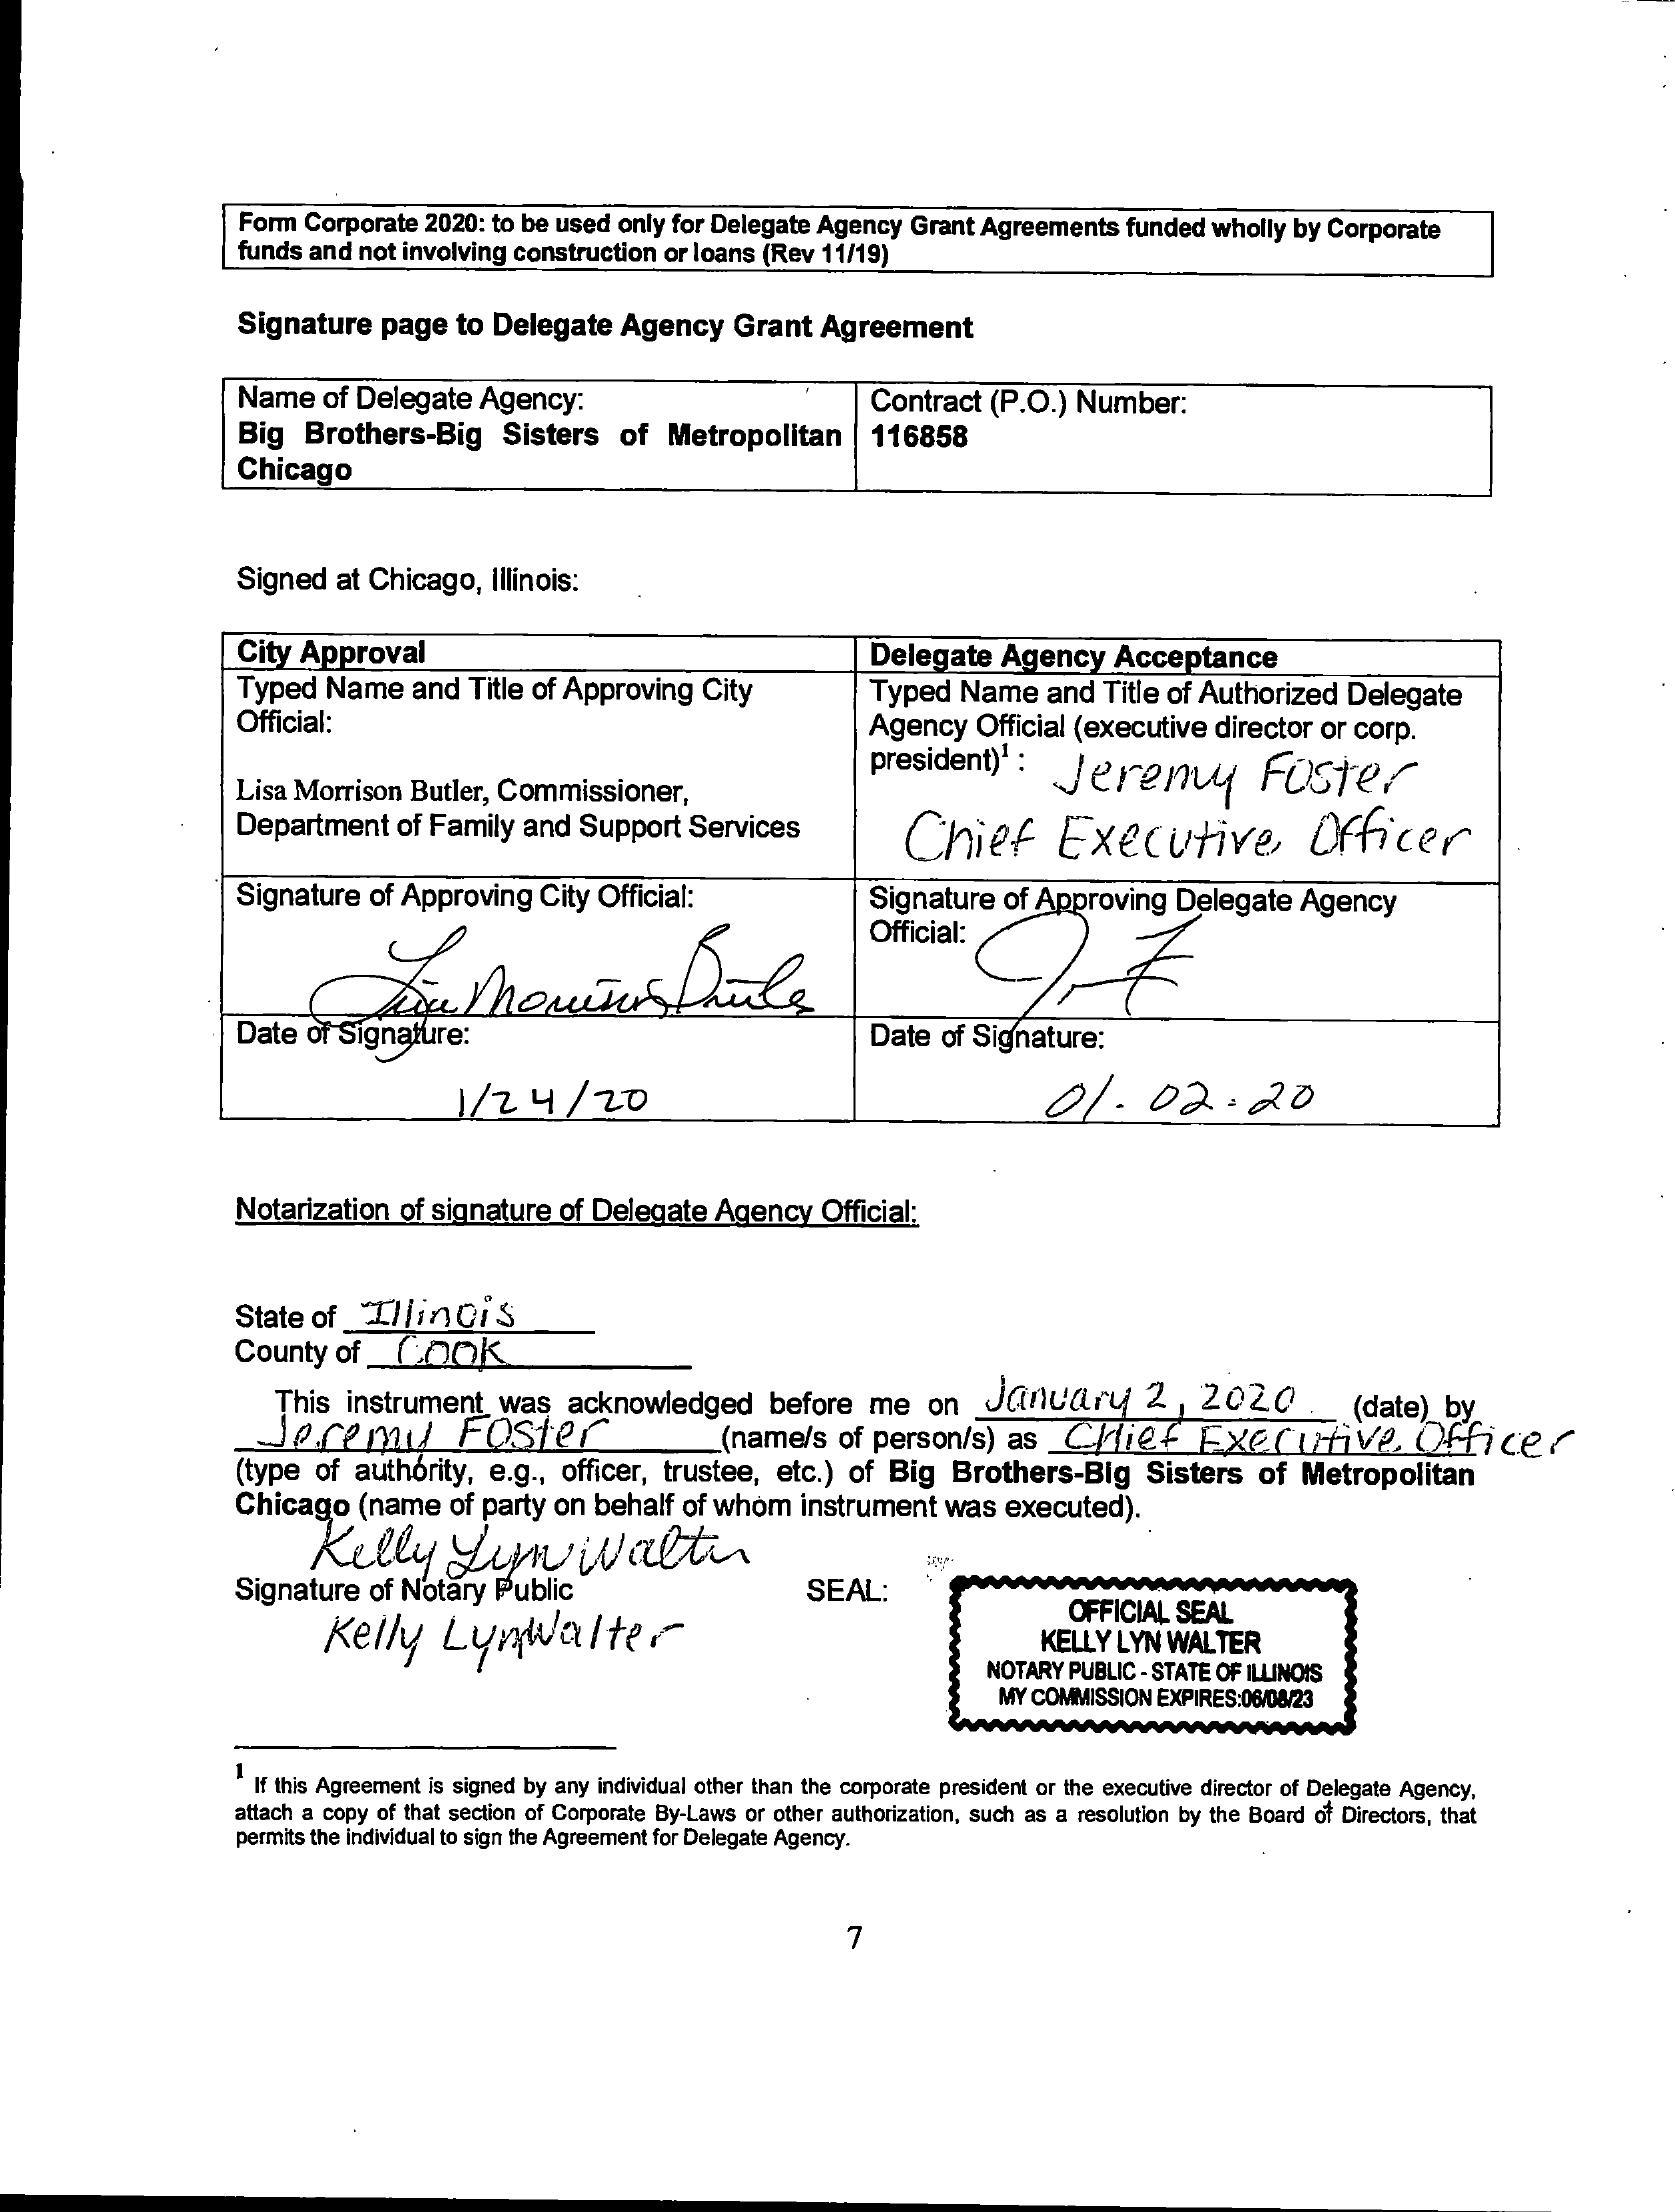 Form Corporate 2020: to be used only for Delegate Agency Grant Agreements funded wholly by Corporate
funds and not involving construction or loans (Rev 11/19)
Signature page to Delegate Agency Grant Agreement
Name of Delegate Agency:
Big Brothers-Big Sisters of Metropolitan
Chicago
Contract (P.O.) Number:
116858
Signed at Chicago, Illinois:
City Approval
Typed Name and Title of Approving City
Official:
Lisa Morrison Butler, Commissioner,
Department of Family and Support Services
Delegate Agency Acceptance
Typed Name and Title of Authorized Delegate
Agency Official (executive director or corp.
president)1 : Jeremy Foster
Chief Executive Officer
Signature of Approving City Official:
Lisa Morrison Butler
Signature of Approving Delegate Agency
Official:
Date of Signature:
1/24/20
Date of Signature:
01.02.20
Notarization of signature of Delegate Agency Official:
State of Illinois
County of Cook
This instrument was acknowledged before me on January 2, 2020 (date) by
Jeremy Foster (name/s of person/s) as Chief Executive Officer
(type of authority, e.g., officer, trustee, etc.) of Big Brothers-Big Sisters of Metropolitan
Chicago (name of party on behalf of whom instrument was executed).
Kelly Lyn Walter
Signature of Notary Public SEAL:
Kelly Lyn Walter
OFFICIAL SEAL
KELLY LYN WALTER
NOTARY PUBLIC - STATE OF ILLINOIS
MY COMMISSION EXPIRES:06/08/23
1 If this Agreement is signed by any individual other than the corporate president or the executive director of Delegate Agency,
attach a copy of that section of Corporate By-Laws or other authorization, such as a resolution by the Board of Directors, that
permits the individual to sign the Agreement for Delegate Agency.
7